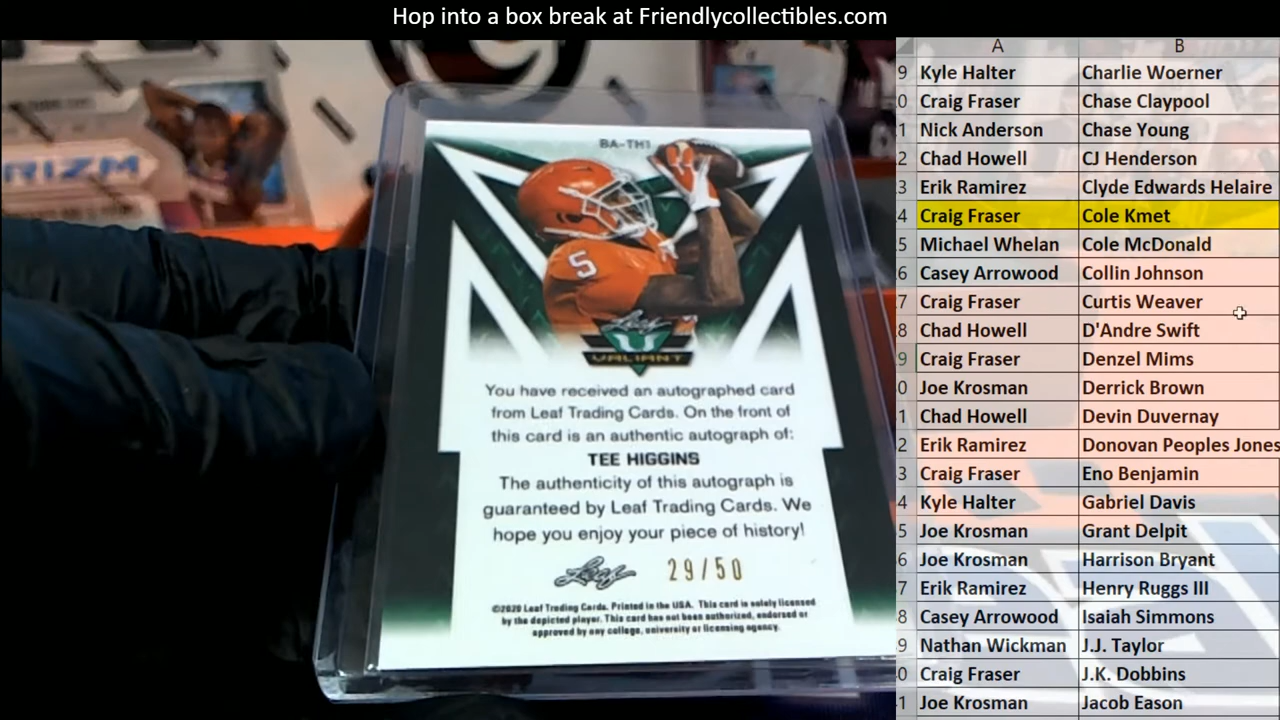 Hop into a box break at Friendlycollectibles.com
RIZM
BA-TH1
5
Leaf
VALIANT
You have received an autographed card
from Leaf Trading Cards. On the front of
this card is an authentic autograph of:
TEE HIGGINS
The authenticity of this autograph is
guaranteed by Leaf Trading Cards. We
hope you enjoy your piece of history!
Leaf
29/50
©2020 Leaf Trading Cards. Printed in the USA. This card is solely licensed
by the depicted player. This card has not been authorized, endorsed or
approved by any college, university or licensing agency.
A B
9 Kyle Halter Charlie Woerner
0 Craig Fraser Chase Claypool
1 Nick Anderson Chase Young
2 Chad Howell CJ Henderson
3 Erik Ramirez Clyde Edwards Helaire
4 Craig Fraser Cole Kmet
5 Michael Whelan Cole McDonald
6 Casey Arrowood Collin Johnson
7 Craig Fraser Curtis Weaver
8 Chad Howell D'Andre Swift
9 Craig Fraser Denzel Mims
0 Joe Krosman Derrick Brown
1 Chad Howell Devin Duvernay
2 Erik Ramirez Donovan Peoples Jones
3 Craig Fraser Eno Benjamin
4 Kyle Halter Gabriel Davis
5 Joe Krosman Grant Delpit
6 Joe Krosman Harrison Bryant
7 Erik Ramirez Henry Ruggs III
8 Casey Arrowood Isaiah Simmons
9 Nathan Wickman J.J. Taylor
0 Craig Fraser J.K. Dobbins
1 Joe Krosman Jacob Eason